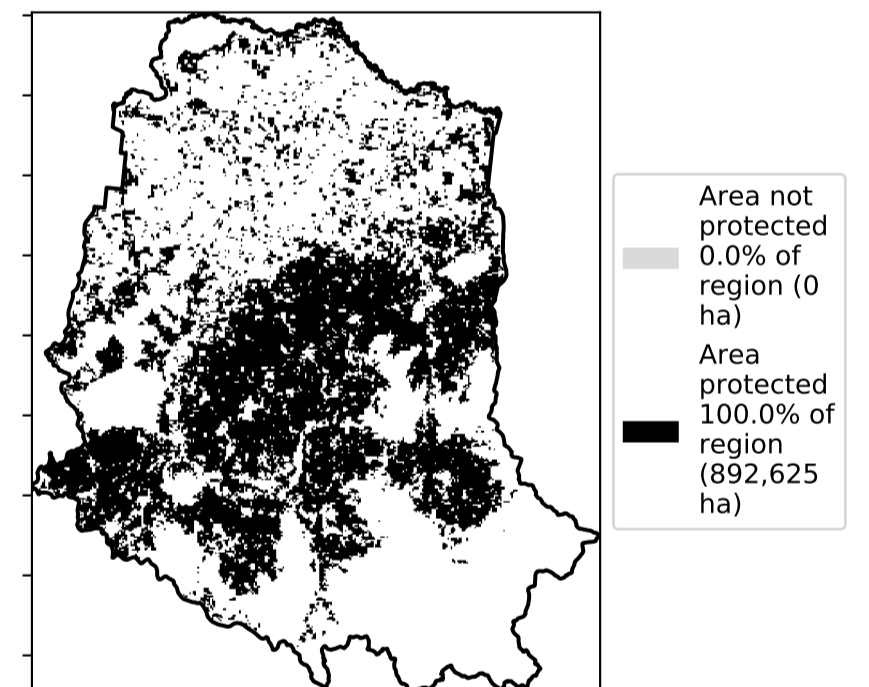 Area not
protected
0.0% of
region (0
ha)
Area
protected
100.0% of
region
(892,625
ha)